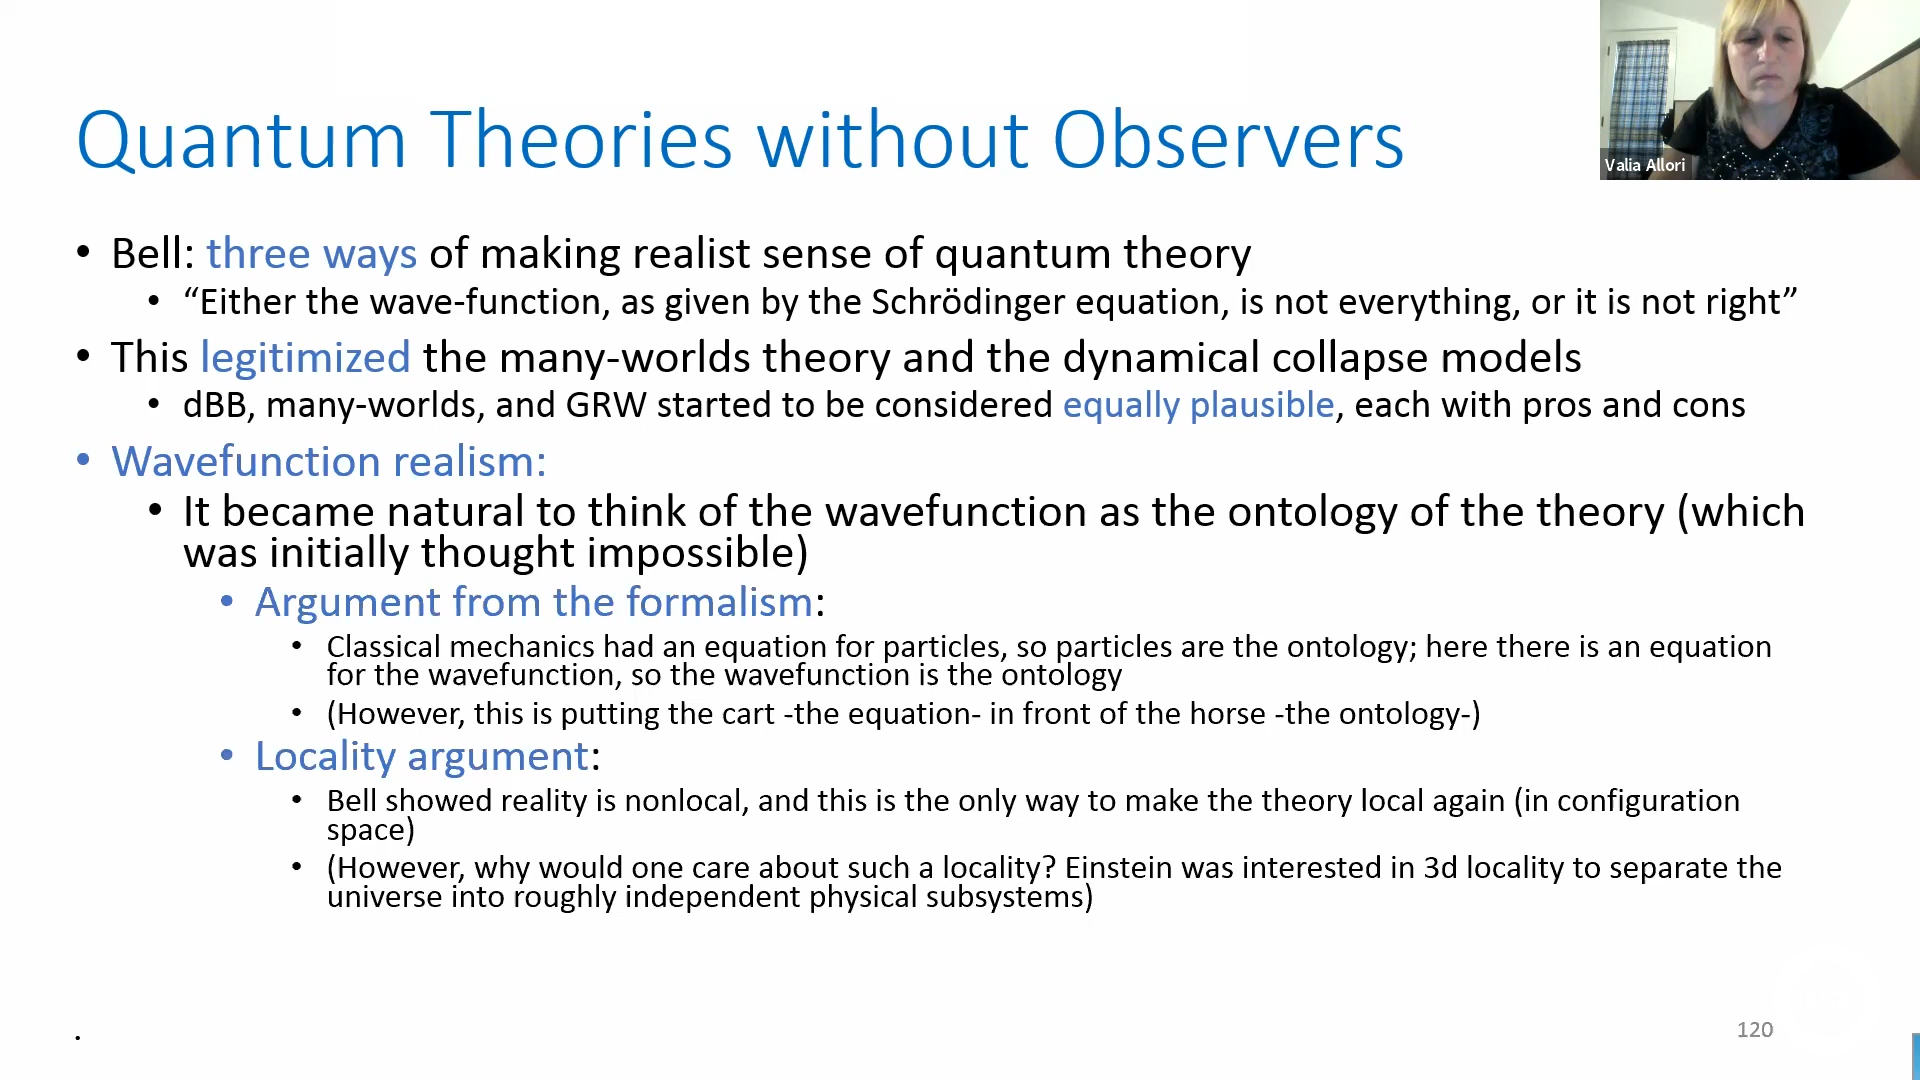 Quantum Theories without Observers
Valia Allori
• Bell: three ways of making realist sense of quantum theory
• “Either the wave-function, as given by the Schrödinger equation, is not everything, or it is not right”
• This legitimized the many-worlds theory and the dynamical collapse models
• dBB, many-worlds, and GRW started to be considered equally plausible, each with pros and cons
• Wavefunction realism:
• It became natural to think of the wavefunction as the ontology of the theory (which
was initially thought impossible)
• Argument from the formalism:
• Classical mechanics had an equation for particles, so particles are the ontology; here there is an equation
for the wavefunction, so the wavefunction is the ontology
• (However, this is putting the cart -the equation- in front of the horse -the ontology-)
• Locality argument:
• Bell showed reality is nonlocal, and this is the only way to make the theory local again (in configuration
space)
• (However, why would one care about such a locality? Einstein was interested in 3d locality to separate the
universe into roughly independent physical subsystems)
.
120